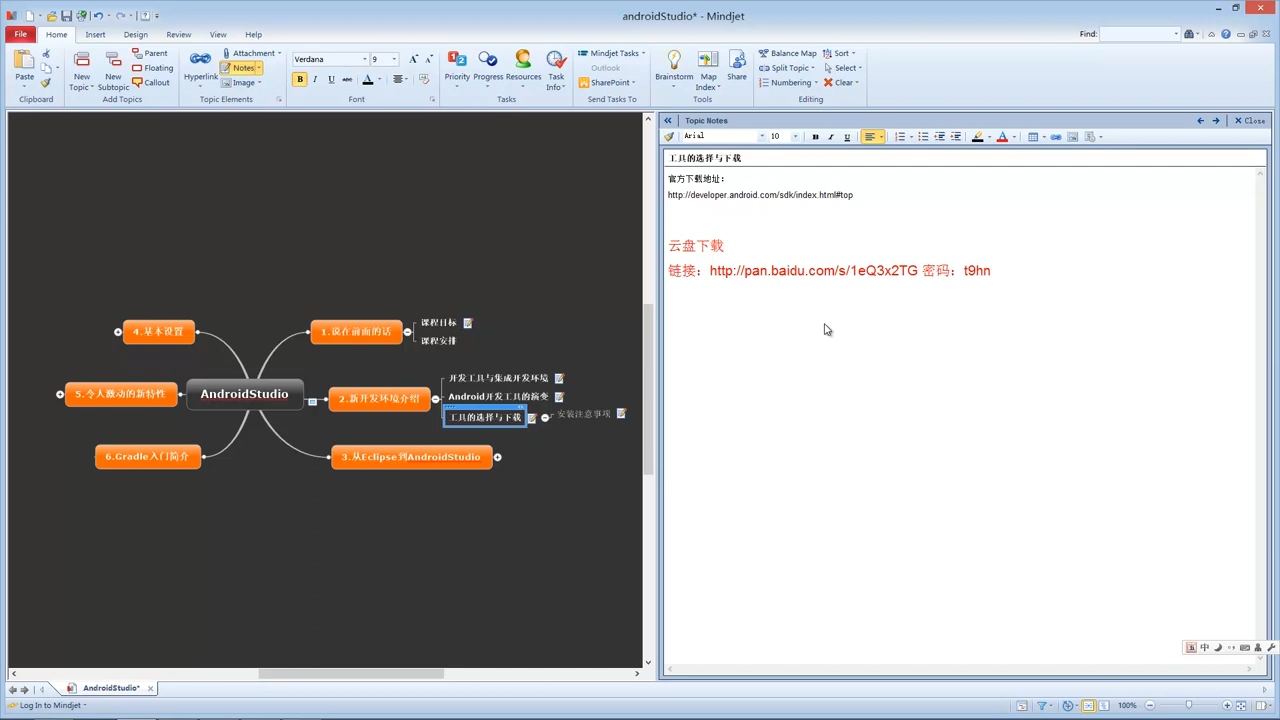 androidStudio* - Mindjet
File Home Insert Design Review View Help Find:
Paste
Clipboard
New Topic
New Subtopic
Parent
Floating
Callout
Add Topics
Hyperlink
Attachment
Notes
Image
Topic Elements
Verdana 9
B I U abc A
Font
Priority
Progress
Resources
Task Info
Tasks
Mindjet Tasks
Outlook
SharePoint
Send Tasks To
Brainstorm
Map Index
Share
Tools
Balance Map
Split Topic
Numbering
Sort
Select
Clear
Editing
4.基本设置
5.令人激动的新特性
6.Gradle入门简介
AndroidStudio
1.说在前面的话
课程目标
课程安排
2.新开发环境介绍
开发工具与集成开发环境
Android开发工具的演变
工具的选择与下载
安装注意事项
3.从Eclipse到AndroidStudio
Topic Notes
Close
Arial 10 B I U
工具的选择与下载
官方下载地址：
http://developer.android.com/sdk/index.html#top
云盘下载
链接：http://pan.baidu.com/s/1eQ3x2TG 密码：t9hn
中
AndroidStudio*
Log In to Mindjet
100%